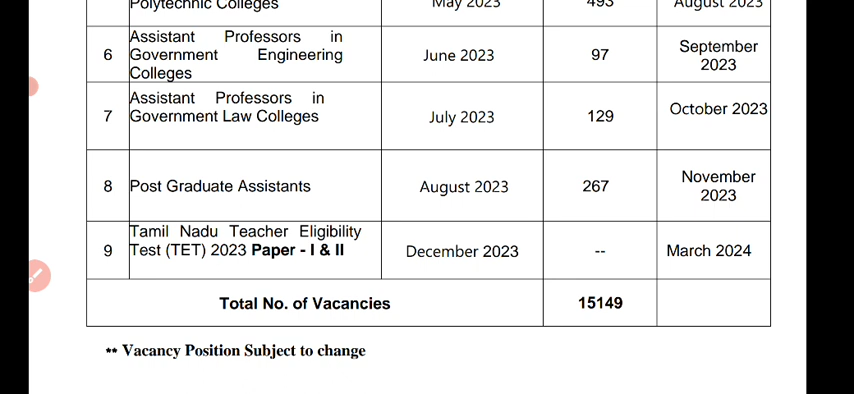 Polytechnic Colleges May 2023 493 August 2023
Assistant Professors in
6 Government Engineering June 2023 97 September
Colleges 2023
Assistant Professors in
7 Government Law Colleges July 2023 129 October 2023
8 Post Graduate Assistants August 2023 267 November
2023
Tamil Nadu Teacher Eligibility
9 Test (TET) 2023 Paper - I & II December 2023 -- March 2024
Total No. of Vacancies 15149
** Vacancy Position Subject to change